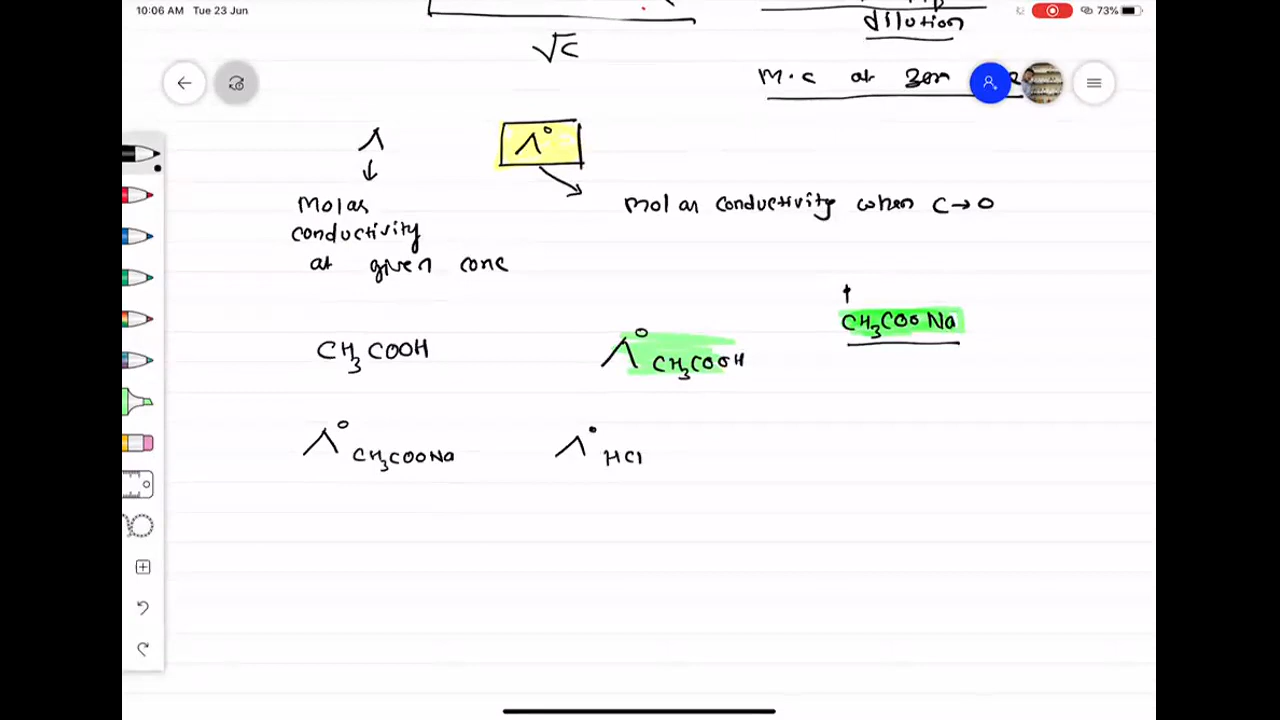 10:06 AM Tue 23 Jun
73%
dilution
√C
M.C at zero
Λ
Λ°
Molar
conductivity
at given conc
Molar conductivity when C→0
CH₃COONa
CH₃COOH
Λ° CH₃COOH
Λ° CH₃COONa
Λ° HCl